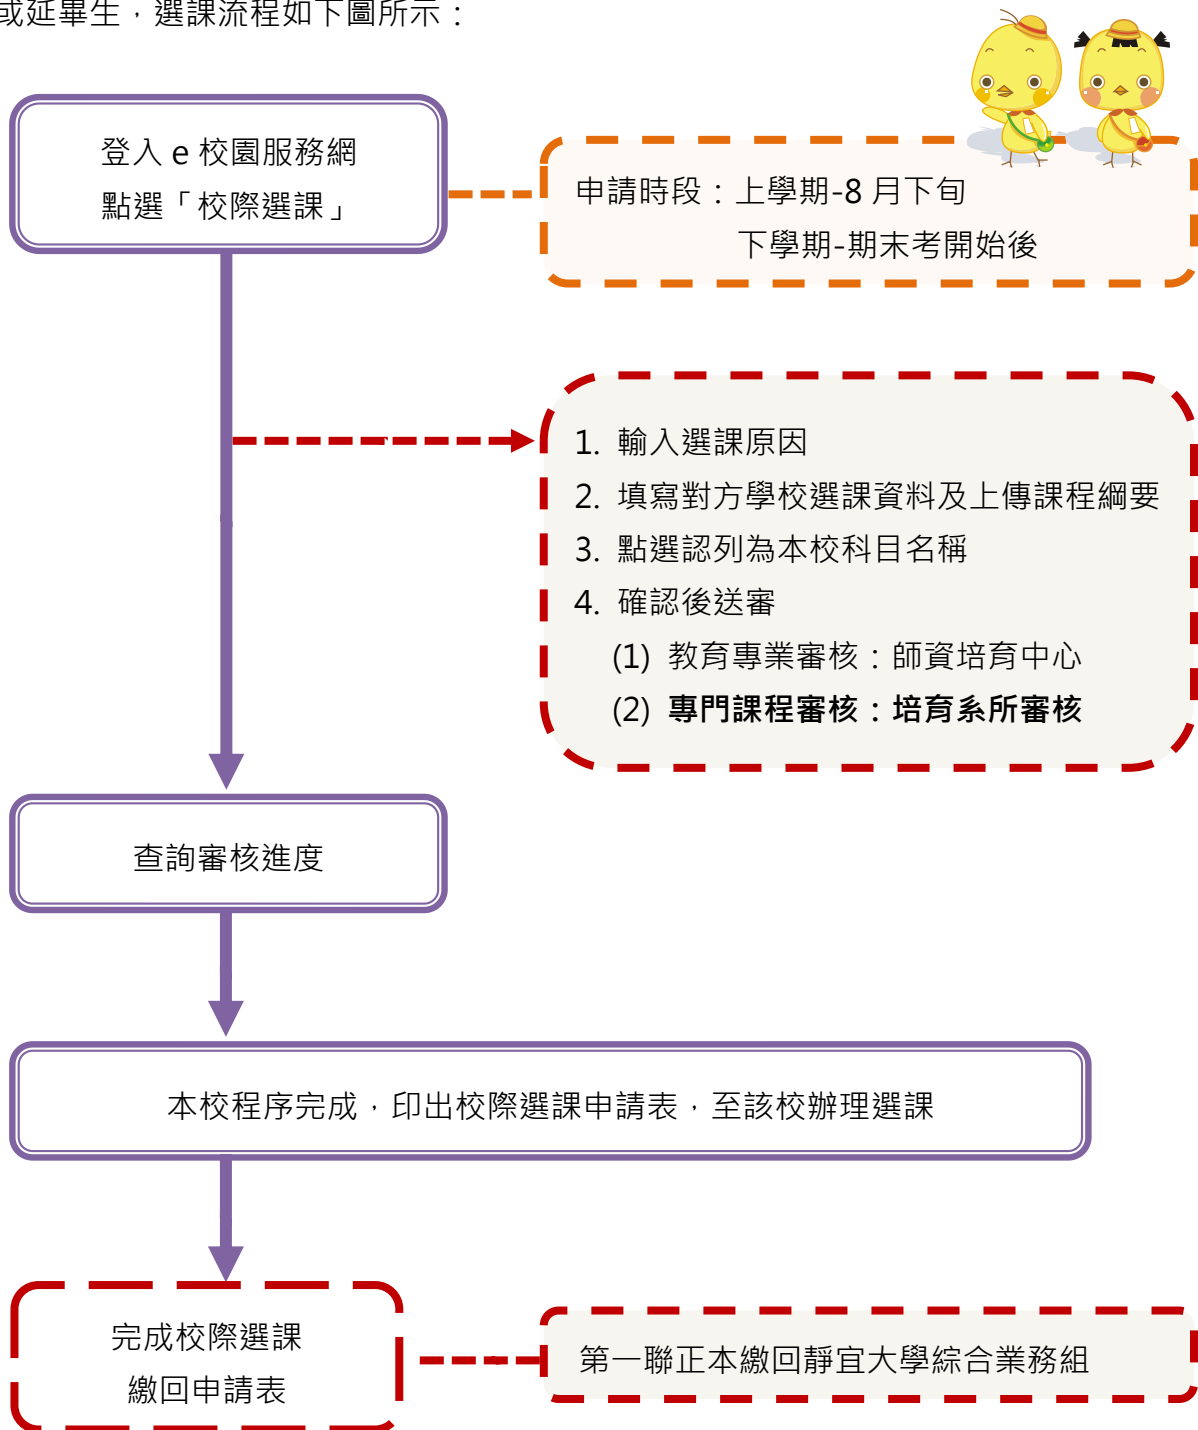 或延畢生，選課流程如下圖所示：
登入 e 校園服務網
點選「校際選課」
申請時段：上學期-8 月下旬
下學期-期末考開始後
1. 輸入選課原因
2. 填寫對方學校選課資料及上傳課程綱要
3. 點選認列為本校科目名稱
4. 確認後送審
(1) 教育專業審核：師資培育中心
(2) 專門課程審核：培育系所審核
查詢審核進度
本校程序完成，印出校際選課申請表，至該校辦理選課
完成校際選課
繳回申請表
第一聯正本繳回靜宜大學綜合業務組